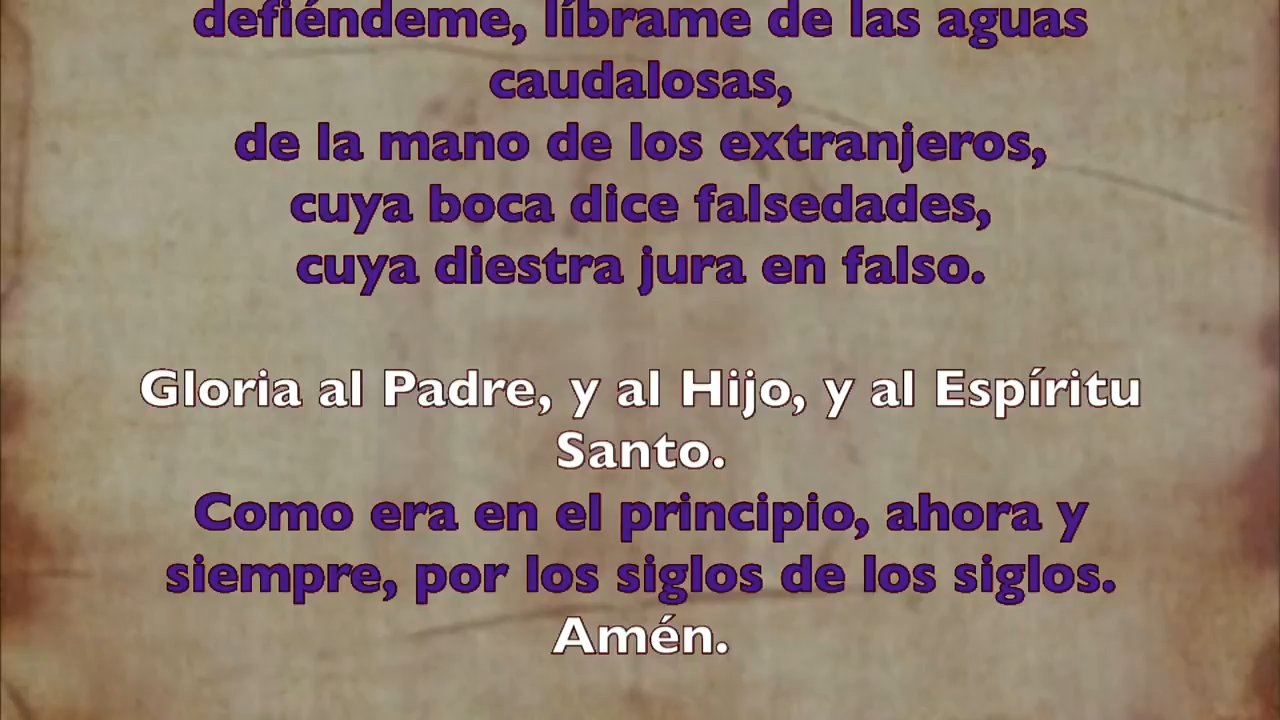 defiéndeme, líbrame de las aguas
caudalosas,
de la mano de los extranjeros,
cuya boca dice falsedades,
cuya diestra jura en falso.
Gloria al Padre, y al Hijo, y al Espíritu
Santo.
Como era en el principio, ahora y
siempre, por los siglos de los siglos.
Amén.